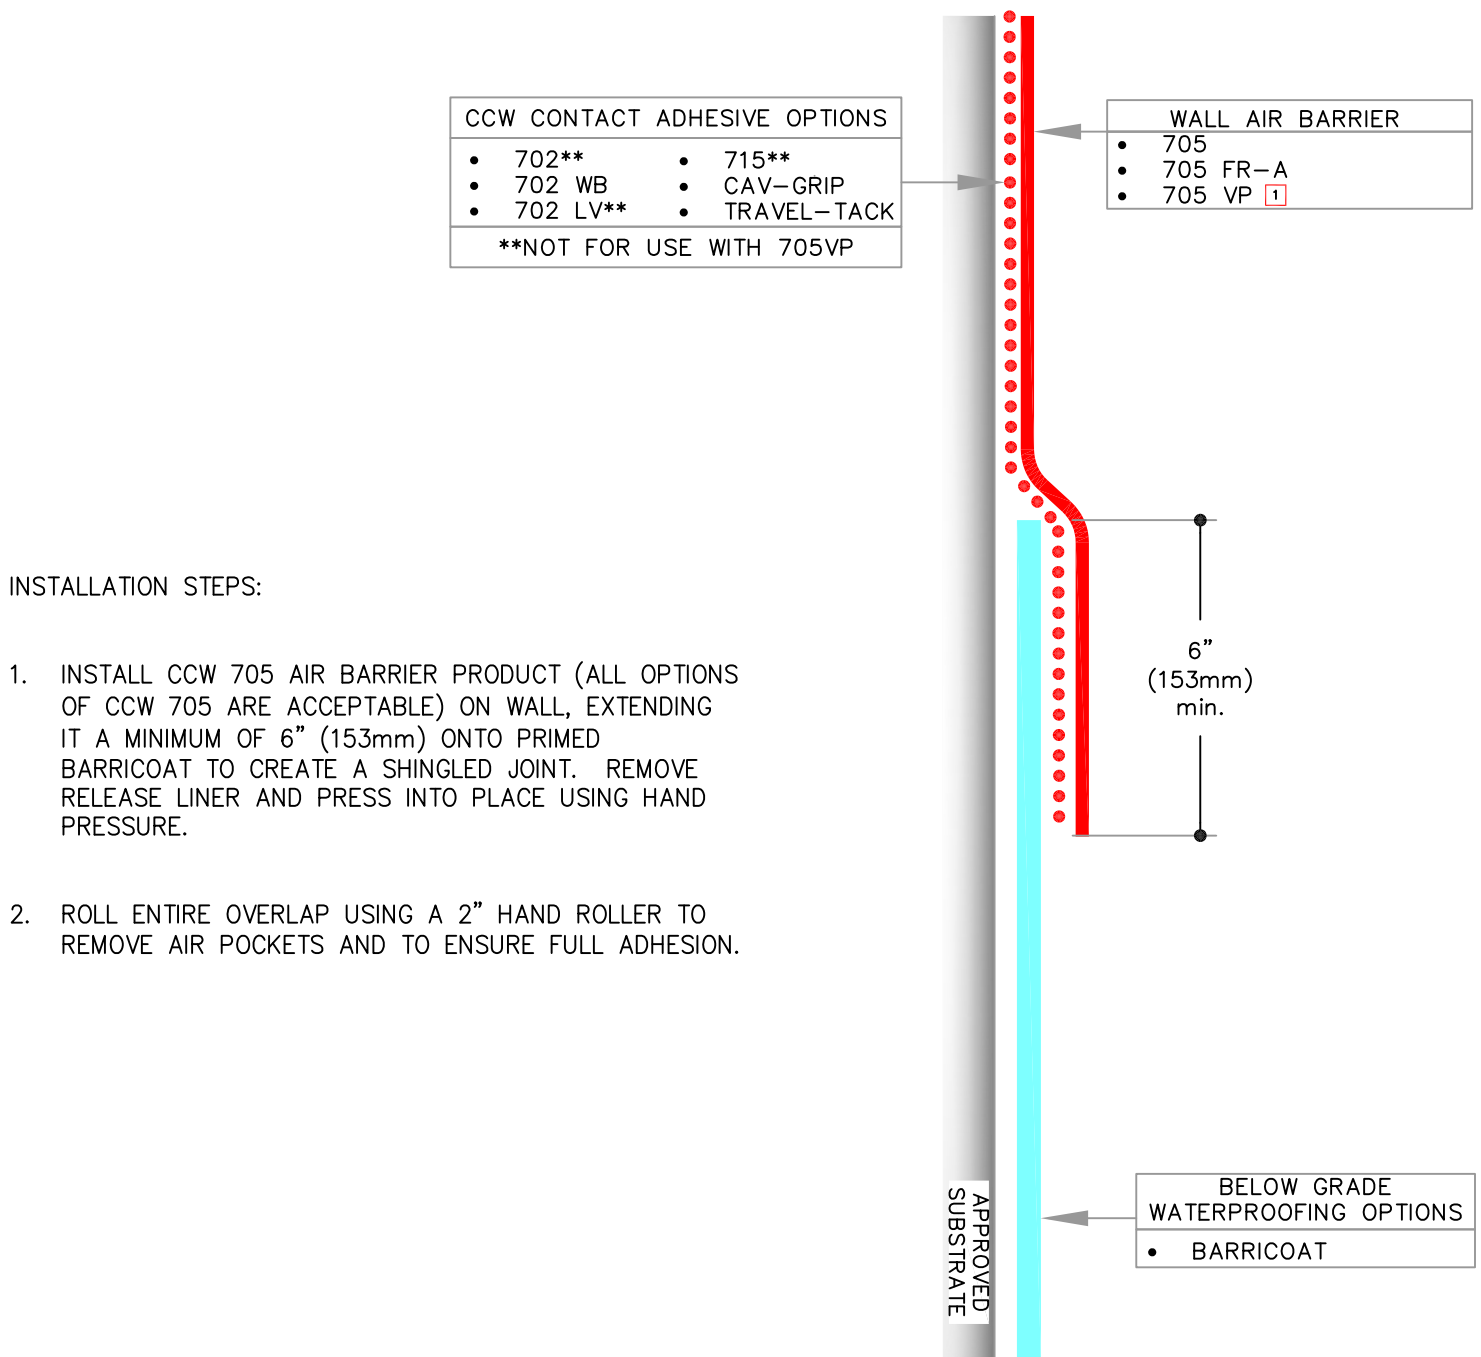 CCW CONTACT ADHESIVE OPTIONS
• 702** • 715**
• 702 WB • CAV-GRIP
• 702 LV** • TRAVEL-TACK
**NOT FOR USE WITH 705VP
WALL AIR BARRIER
• 705
• 705 FR-A
• 705 VP 1
INSTALLATION STEPS:
1. INSTALL CCW 705 AIR BARRIER PRODUCT (ALL OPTIONS
OF CCW 705 ARE ACCEPTABLE) ON WALL, EXTENDING
IT A MINIMUM OF 6" (153mm) ONTO PRIMED
BARRICOAT TO CREATE A SHINGLED JOINT. REMOVE
RELEASE LINER AND PRESS INTO PLACE USING HAND
PRESSURE.
2. ROLL ENTIRE OVERLAP USING A 2" HAND ROLLER TO
REMOVE AIR POCKETS AND TO ENSURE FULL ADHESION.
6"
(153mm)
min.
APPROVED
SUBSTRATE
BELOW GRADE
WATERPROOFING OPTIONS
• BARRICOAT